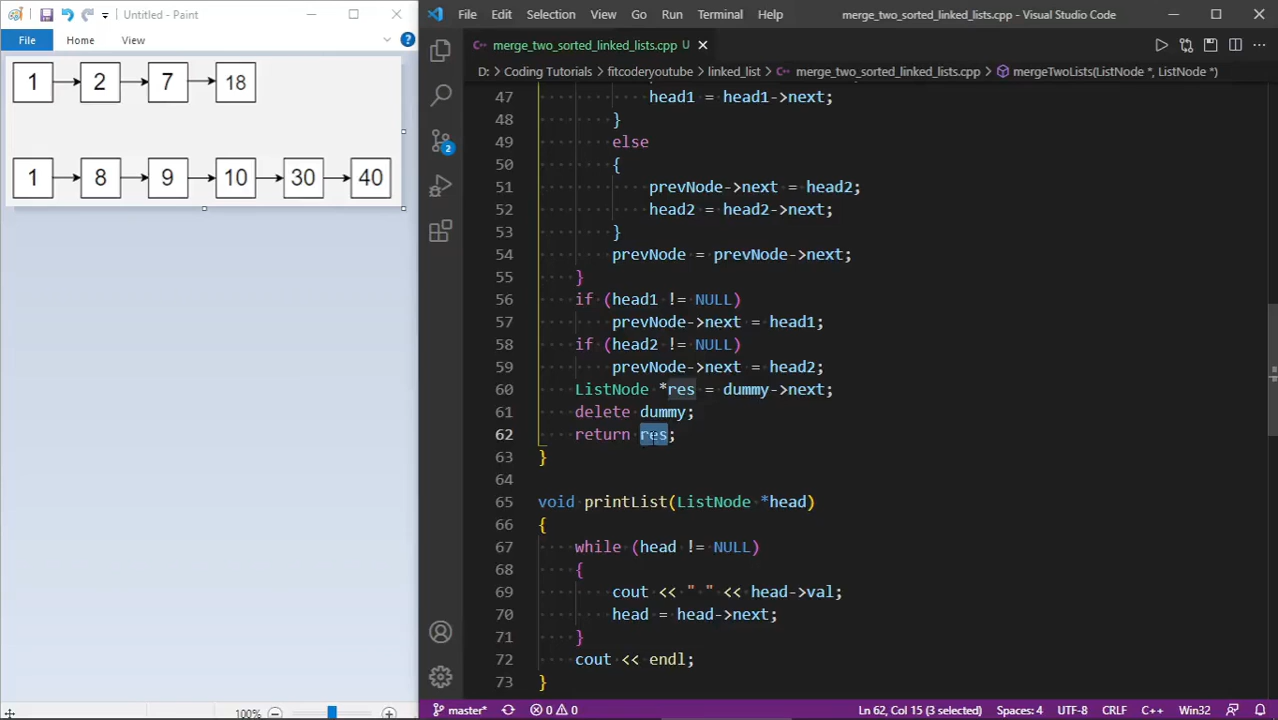 Untitled - Paint
File Home View
1 2 7 18
1 8 9 10 30 40
100%
File Edit Selection View Go Run Terminal Help
merge_two_sorted_linked_lists.cpp - Visual Studio Code
merge_two_sorted_linked_lists.cpp U
D: > Coding Tutorials > fitcoderyoutube > linked_list > merge_two_sorted_linked_lists.cpp > mergeTwoLists(ListNode *, ListNode *)
47 head1 = head1->next;
48 }
49 else
50 {
51 prevNode->next = head2;
52 head2 = head2->next;
53 }
54 prevNode = prevNode->next;
55 }
56 if (head1 != NULL)
57 prevNode->next = head1;
58 if (head2 != NULL)
59 prevNode->next = head2;
60 ListNode *res = dummy->next;
61 delete dummy;
62 return res;
63 }
64
65 void printList(ListNode *head)
66 {
67 while (head != NULL)
68 {
69 cout << " " << head->val;
70 head = head->next;
71 }
72 cout << endl;
73 }
2
master* 0 0 Ln 62, Col 15 (3 selected) Spaces: 4 UTF-8 CRLF C++ Win32